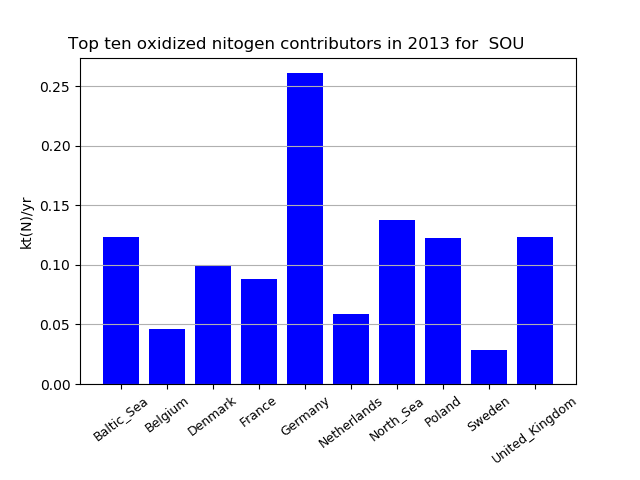 Top ten oxidized nitogen contributors in 2013 for  SOU
kt(N)/yr
0.25
0.20
0.15
0.10
0.05
0.00
Baltic_Sea
Belgium
Denmark
France
Germany
Netherlands
North_Sea
Poland
Sweden
United_Kingdom